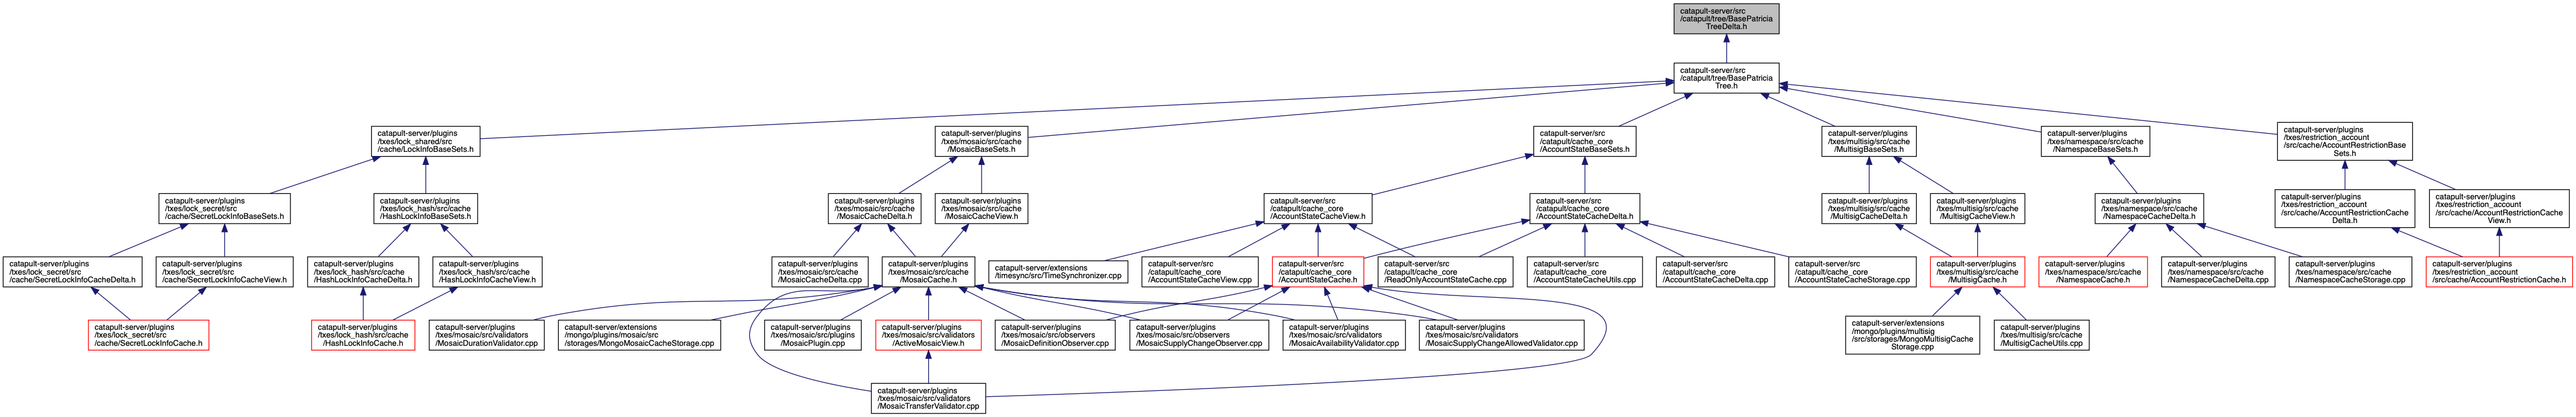 catapult-server/src
/catapult/tree/BasePatricia
TreeDelta.h
catapult-server/src
/catapult/tree/BasePatricia
Tree.h
catapult-server/plugins
/txes/lock_shared/src
/cache/LockInfoBaseSets.h
catapult-server/plugins
/txes/mosaic/src/cache
/MosaicBaseSets.h
catapult-server/src
/catapult/cache_core
/AccountStateBaseSets.h
catapult-server/plugins
/txes/multisig/src/cache
/MultisigBaseSets.h
catapult-server/plugins
/txes/namespace/src/cache
/NamespaceBaseSets.h
catapult-server/plugins
/txes/restriction_account
/src/cache/AccountRestrictionBase
Sets.h
catapult-server/plugins
/txes/lock_secret/src
/cache/SecretLockInfoBaseSets.h
catapult-server/plugins
/txes/lock_hash/src/cache
/HashLockInfoBaseSets.h
catapult-server/plugins
/txes/mosaic/src/cache
/MosaicCacheDelta.h
catapult-server/plugins
/txes/mosaic/src/cache
/MosaicCacheView.h
catapult-server/src
/catapult/cache_core
/AccountStateCacheView.h
catapult-server/src
/catapult/cache_core
/AccountStateCacheDelta.h
catapult-server/plugins
/txes/multisig/src/cache
/MultisigCacheDelta.h
catapult-server/plugins
/txes/multisig/src/cache
/MultisigCacheView.h
catapult-server/plugins
/txes/namespace/src/cache
/NamespaceCacheDelta.h
catapult-server/plugins
/txes/restriction_account
/src/cache/AccountRestrictionCache
Delta.h
catapult-server/plugins
/txes/restriction_account
/src/cache/AccountRestrictionCache
View.h
catapult-server/plugins
/txes/lock_secret/src
/cache/SecretLockInfoCacheDelta.h
catapult-server/plugins
/txes/lock_secret/src
/cache/SecretLockInfoCacheView.h
catapult-server/plugins
/txes/lock_hash/src/cache
/HashLockInfoCacheDelta.h
catapult-server/plugins
/txes/lock_hash/src/cache
/HashLockInfoCacheView.h
catapult-server/plugins
/txes/mosaic/src/cache
/MosaicCacheDelta.cpp
catapult-server/plugins
/txes/mosaic/src/cache
/MosaicCache.h
catapult-server/extensions
/timesync/src/TimeSynchronizer.cpp
catapult-server/src
/catapult/cache_core
/AccountStateCacheView.cpp
catapult-server/src
/catapult/cache_core
/AccountStateCache.h
catapult-server/src
/catapult/cache_core
/ReadOnlyAccountStateCache.cpp
catapult-server/src
/catapult/cache_core
/AccountStateCacheUtils.cpp
catapult-server/src
/catapult/cache_core
/AccountStateCacheDelta.cpp
catapult-server/src
/catapult/cache_core
/AccountStateCacheStorage.cpp
catapult-server/plugins
/txes/multisig/src/cache
/MultisigCache.h
catapult-server/plugins
/txes/namespace/src/cache
/NamespaceCache.h
catapult-server/plugins
/txes/namespace/src/cache
/NamespaceCacheDelta.cpp
catapult-server/plugins
/txes/namespace/src/cache
/NamespaceCacheStorage.cpp
catapult-server/plugins
/txes/restriction_account
/src/cache/AccountRestrictionCache.h
catapult-server/plugins
/txes/lock_secret/src
/cache/SecretLockInfoCache.h
catapult-server/plugins
/txes/lock_hash/src/cache
/HashLockInfoCache.h
catapult-server/plugins
/txes/mosaic/src/validators
/MosaicDurationValidator.cpp
catapult-server/extensions
/mongo/plugins/mosaic/src
/storages/MongoMosaicCacheStorage.cpp
catapult-server/plugins
/txes/mosaic/src/plugins
/MosaicPlugin.cpp
catapult-server/plugins
/txes/mosaic/src/validators
/ActiveMosaicView.h
catapult-server/plugins
/txes/mosaic/src/observers
/MosaicDefinitionObserver.cpp
catapult-server/plugins
/txes/mosaic/src/observers
/MosaicSupplyChangeObserver.cpp
catapult-server/plugins
/txes/mosaic/src/validators
/MosaicAvailabilityValidator.cpp
catapult-server/plugins
/txes/mosaic/src/validators
/MosaicSupplyChangeAllowedValidator.cpp
catapult-server/extensions
/mongo/plugins/multisig
/src/storages/MongoMultisigCache
Storage.cpp
catapult-server/plugins
/txes/multisig/src/cache
/MultisigCacheUtils.cpp
catapult-server/plugins
/txes/mosaic/src/validators
/MosaicTransferValidator.cpp